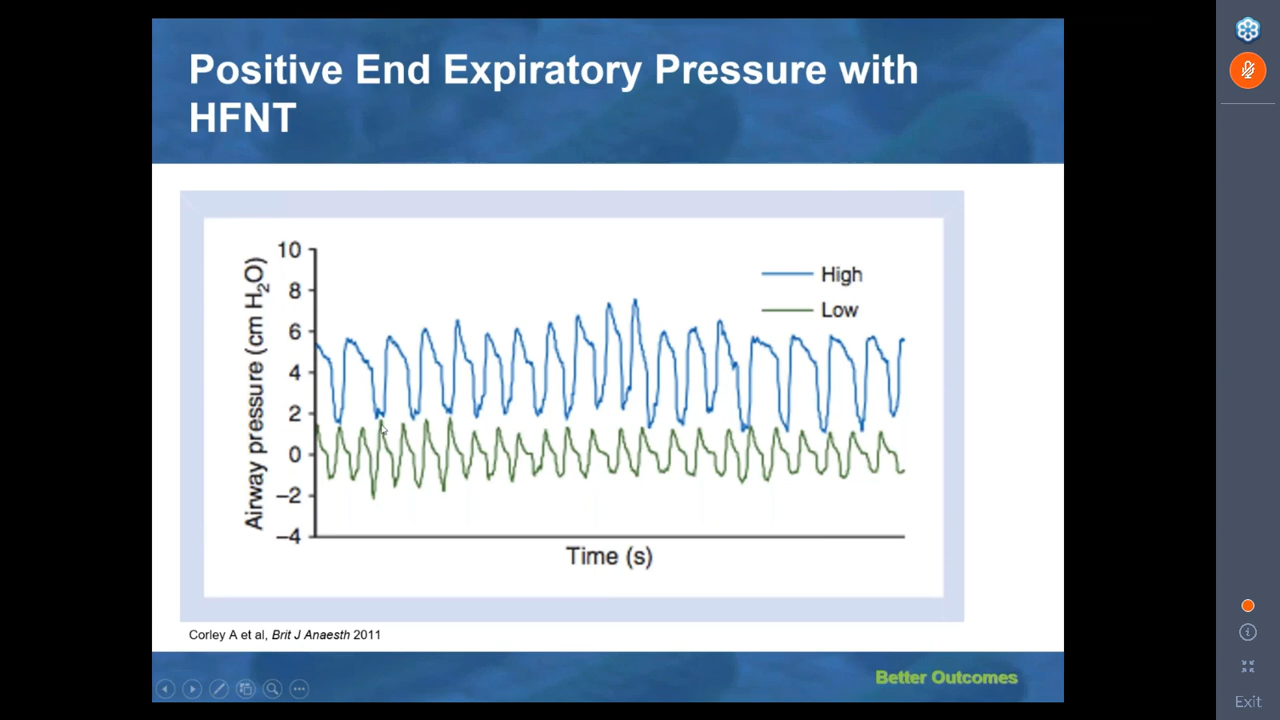 Positive End Expiratory Pressure with
HFNT
Airway pressure (cm H₂O)
10
8
6
4
2
0
–2
–4
High
Low
Time (s)
Corley A et al, Brit J Anaesth 2011
Better Outcomes
Exit